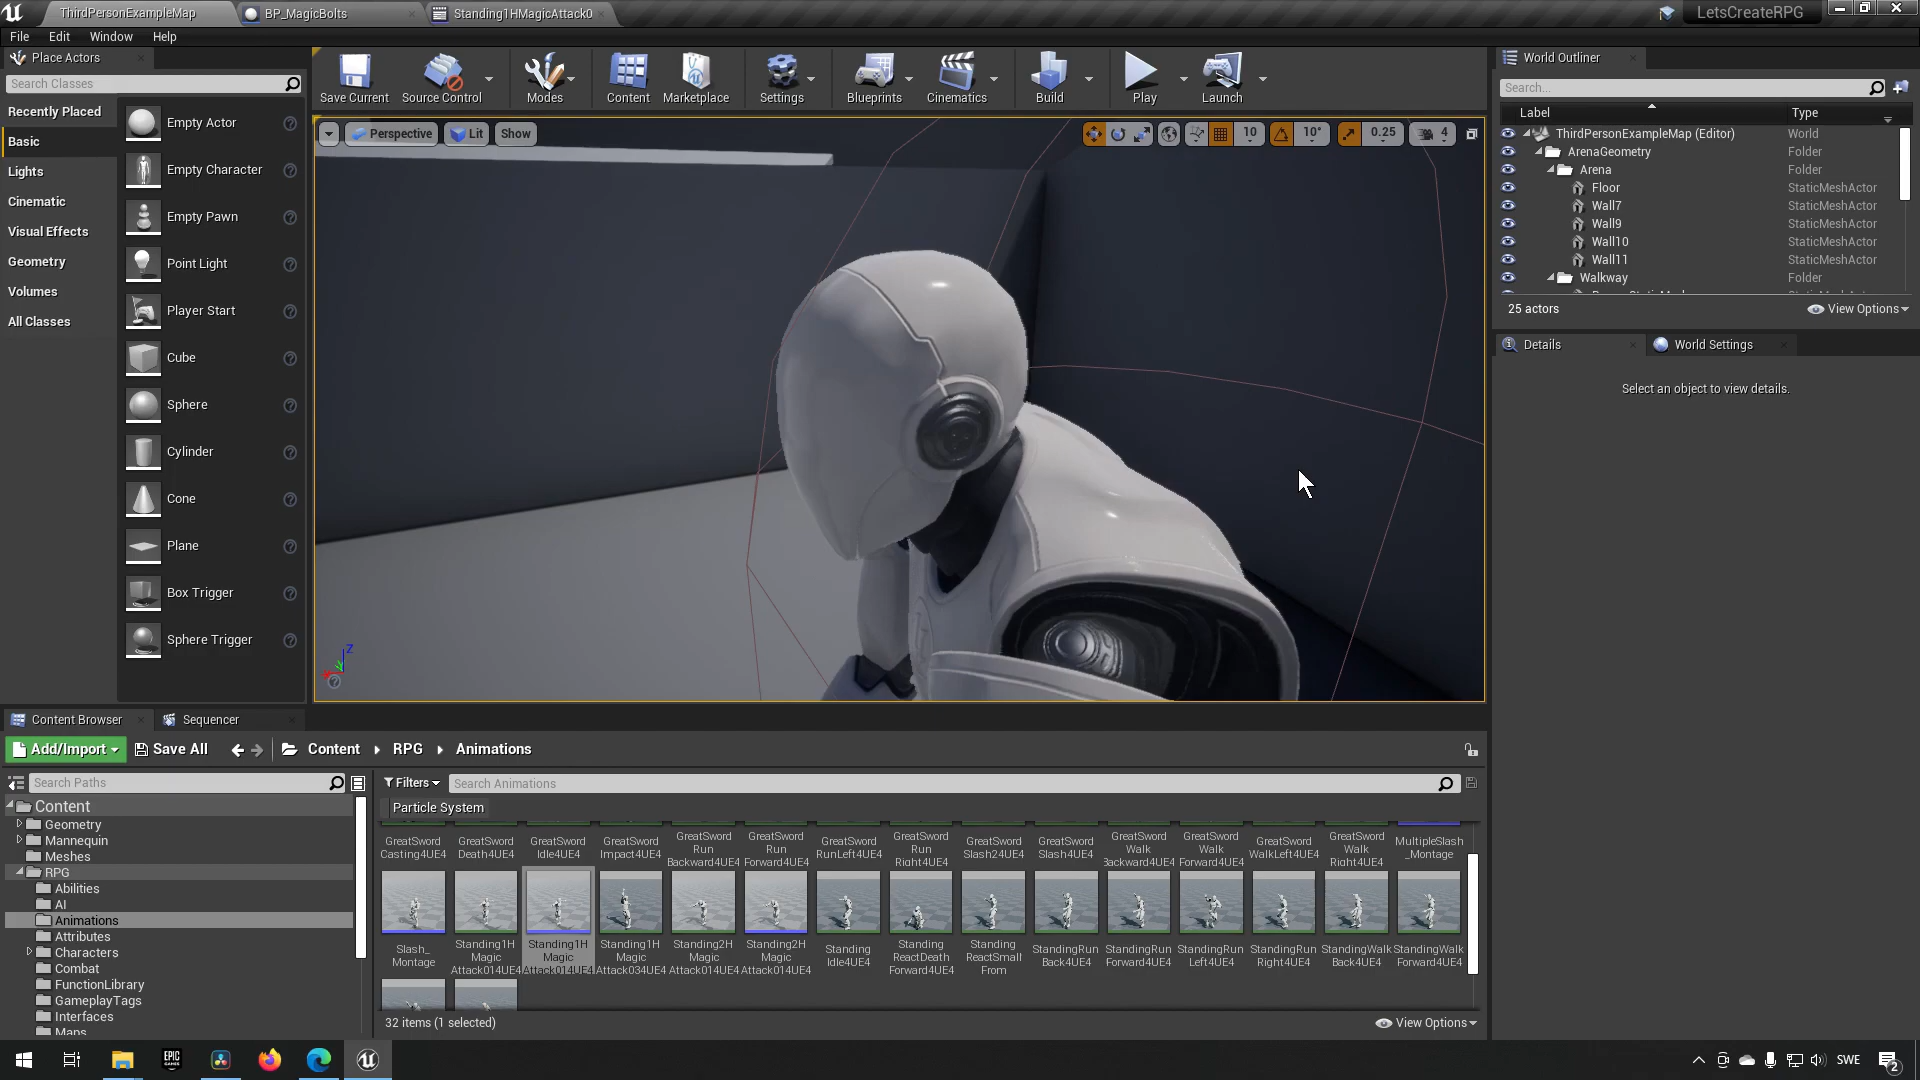 ThirdPersonExampleMap
BP_MagicBolts
Standing1HMagicAttack0
LetsCreateRPG
File Edit Window Help
Place Actors
Search Classes
Recently Placed
Basic
Lights
Cinematic
Visual Effects
Geometry
Volumes
All Classes
Empty Actor
Empty Character
Empty Pawn
Point Light
Player Start
Cube
Sphere
Cylinder
Cone
Plane
Box Trigger
Sphere Trigger
Save Current
Source Control
Modes
Content
Marketplace
Settings
Blueprints
Cinematics
Build
Play
Launch
Perspective
Lit
Show
10
10°
0.25
4
Z
World Outliner
Search...
Label Type
ThirdPersonExampleMap (Editor) World
ArenaGeometry Folder
Arena Folder
Floor StaticMeshActor
Wall7 StaticMeshActor
Wall9 StaticMeshActor
Wall10 StaticMeshActor
Wall11 StaticMeshActor
Walkway Folder
25 actors
View Options
Details
World Settings
Select an object to view details.
Content Browser
Sequencer
Add/Import
Save All
Content
RPG
Animations
Search Paths
Filters
Search Animations
Particle System
Content
Geometry
Mannequin
Meshes
RPG
Abilities
AI
Animations
Attributes
Characters
Combat
FunctionLibrary
GameplayTags
Interfaces
Maps
GreatSword
Casting4UE4
GreatSword
Death4UE4
GreatSword
Idle4UE4
GreatSword
Impact4UE4
GreatSword
Run
Backward4UE4
GreatSword
Run
Forward4UE4
GreatSword
RunLeft4UE4
GreatSword
Run
Right4UE4
GreatSword
Slash24UE4
GreatSword
Slash4UE4
GreatSword
Walk
Backward4UE4
GreatSword
Walk
Forward4UE4
GreatSword
WalkLeft4UE4
GreatSword
Walk
Right4UE4
MultipleSlash
_Montage
Slash_
Montage
Standing1H
Magic
Attack014UE4
Standing1H
Magic
Attack014UE4
Standing1H
Magic
Attack034UE4
Standing2H
Magic
Attack014UE4
Standing2H
Magic
Attack014UE4
Standing
Idle4UE4
Standing
ReactDeath
Forward4UE4
Standing
ReactSmall
From
StandingRun
Back4UE4
StandingRun
Forward4UE4
StandingRun
Left4UE4
StandingRun
Right4UE4
StandingWalk
Back4UE4
StandingWalk
Forward4UE4
32 items (1 selected)
View Options
EPIC
GAMES
SWE
2